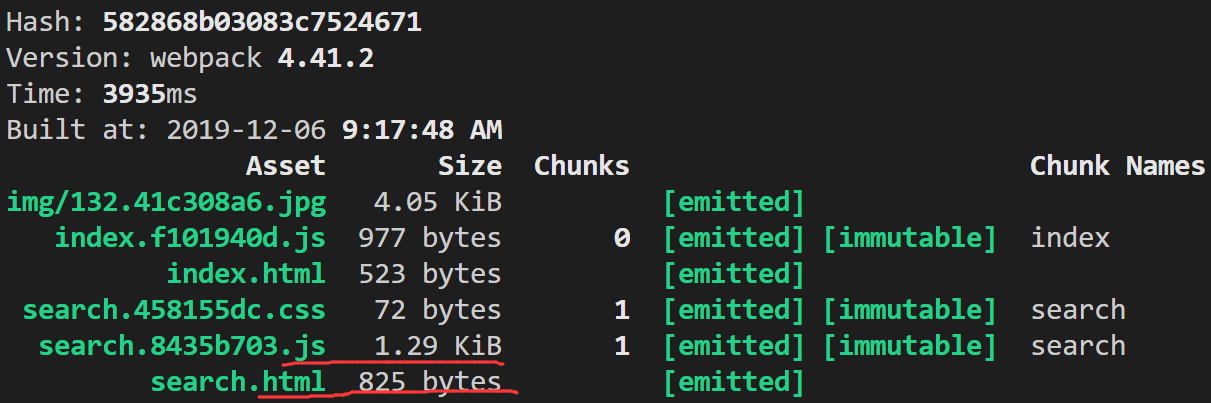 Hash: 582868b03083c7524671
Version: webpack 4.41.2
Time: 3935ms
Built at: 2019-12-06 9:17:48 AM
Asset Size Chunks Chunk Names
img/132.41c308a6.jpg 4.05 KiB [emitted]
index.f101940d.js 977 bytes 0 [emitted] [immutable] index
index.html 523 bytes [emitted]
search.458155dc.css 72 bytes 1 [emitted] [immutable] search
search.8435b703.js 1.29 KiB 1 [emitted] [immutable] search
search.html 825 bytes [emitted]